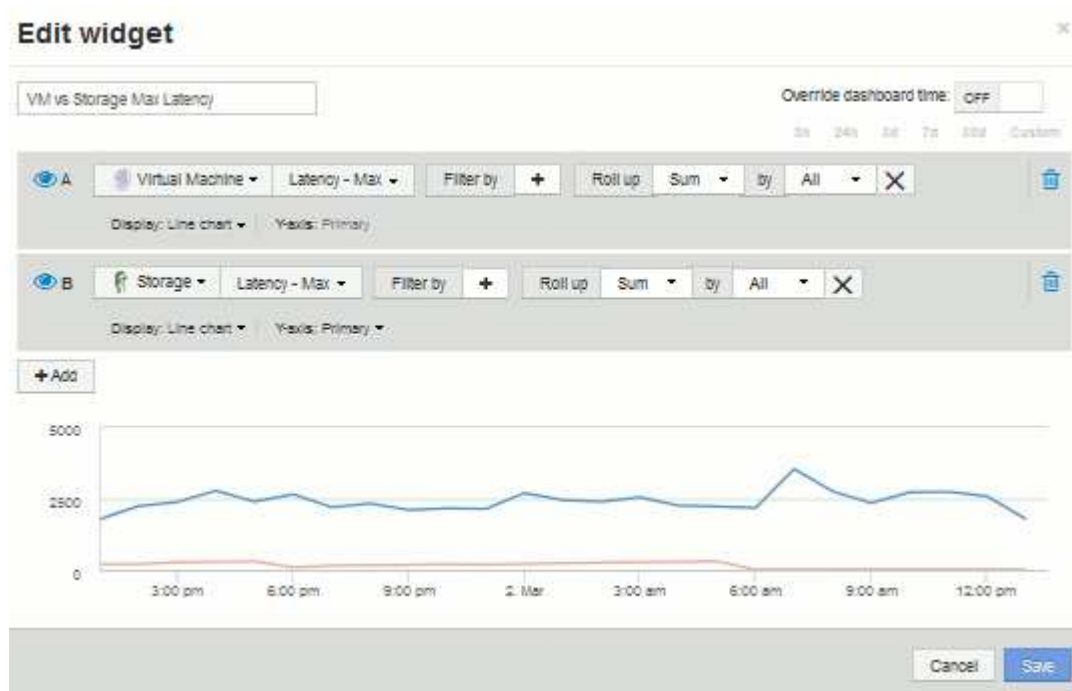 Edit widget
VM vs Storage Max Latency
Override dashboard time: OFF
3h 24h 3d 7d 30d Custom
A Virtual Machine Latency - Max Filter by + Roll up Sum by All
Display: Line chart Y-axis: Primary
B Storage Latency - Max Filter by + Roll up Sum by All
Display: Line chart Y-axis: Primary
+ Add
5000
2500
0
3:00 pm 6:00 pm 9:00 pm 2. Mar 3:00 am 6:00 am 9:00 am 12:00 pm
Cancel Save